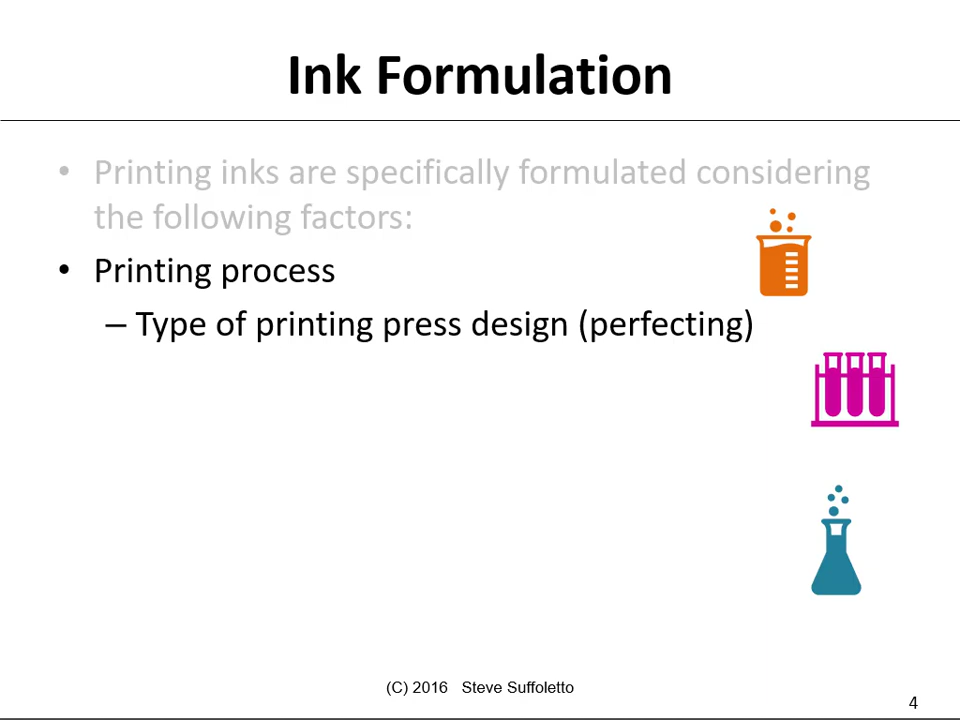 Ink Formulation
• Printing inks are specifically formulated considering
the following factors:
• Printing process
– Type of printing press design (perfecting)
(C) 2016 Steve Suffoletto
4